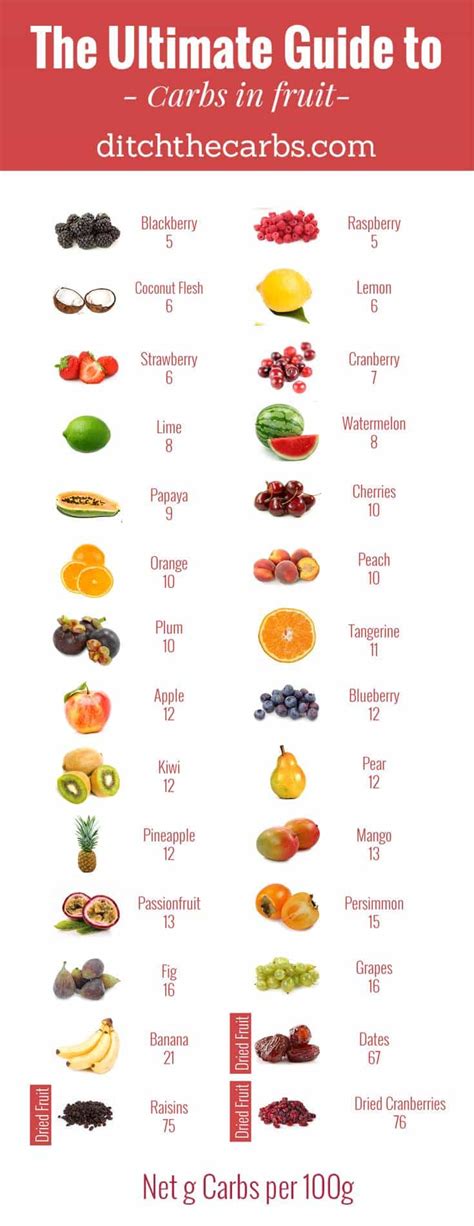 The Ultimate Guide to
- Carbs in fruit-
ditchthecarbs.com
Blackberry
5
Raspberry
5
Coconut Flesh
6
Lemon
6
Strawberry
6
Cranberry
7
Lime
8
Watermelon
8
Papaya
9
Cherries
10
Orange
10
Peach
10
Plum
10
Tangerine
11
Apple
12
Blueberry
12
Kiwi
12
Pear
12
Pineapple
12
Mango
13
Passionfruit
13
Persimmon
15
Fig
16
Grapes
16
Banana
21
Dried Fruit
Dates
67
Dried Fruit
Raisins
75
Dried Fruit
Dried Cranberries
76
Net g Carbs per 100g